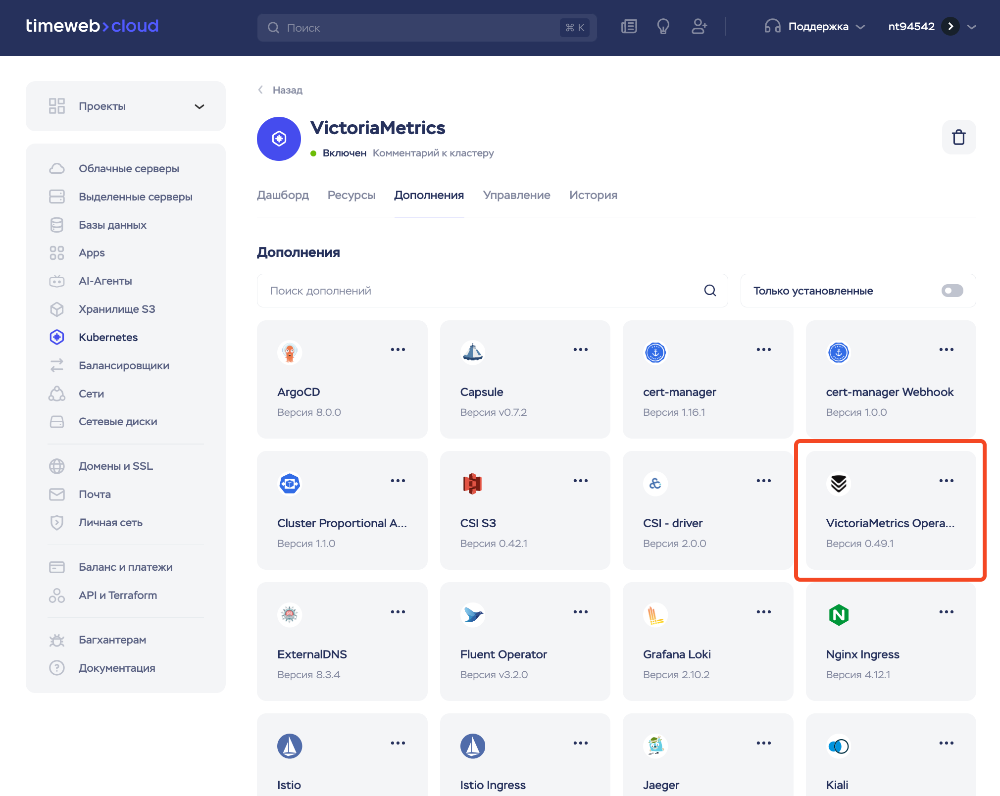 timeweb>cloud
Поиск
⌘ K
Поддержка
nt94542
Проекты
Облачные серверы
Выделенные серверы
Базы данных
Apps
AI-Агенты
Хранилище S3
Kubernetes
Балансировщики
Сети
Сетевые диски
Домены и SSL
Почта
Личная сеть
Баланс и платежи
API и Terraform
Багхантерам
Документация
Назад
VictoriaMetrics
Включен Комментарий к кластеру
Дашборд Ресурсы Дополнения Управление История
Дополнения
Поиск дополнений
Только установленные
ArgoCD
Версия 8.0.0
Capsule
Версия v0.7.2
cert-manager
Версия 1.16.1
cert-manager Webhook
Версия 1.0.0
Cluster Proportional A...
Версия 1.1.0
CSI S3
Версия 0.42.1
CSI - driver
Версия 2.0.0
VictoriaMetrics Opera...
Версия 0.49.1
ExternalDNS
Версия 8.3.4
Fluent Operator
Версия v3.2.0
Grafana Loki
Версия 2.10.2
Nginx Ingress
Версия 4.12.1
Istio
Istio Ingress
Jaeger
Kiali